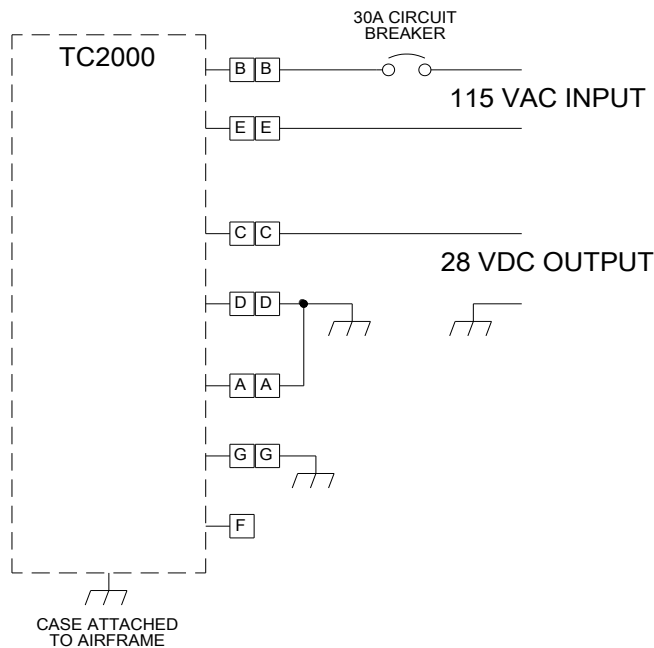 30A CIRCUIT
BREAKER
TC2000
B B
115 VAC INPUT
E E
C C
28 VDC OUTPUT
D D
A A
G G
F
CASE ATTACHED
TO AIRFRAME